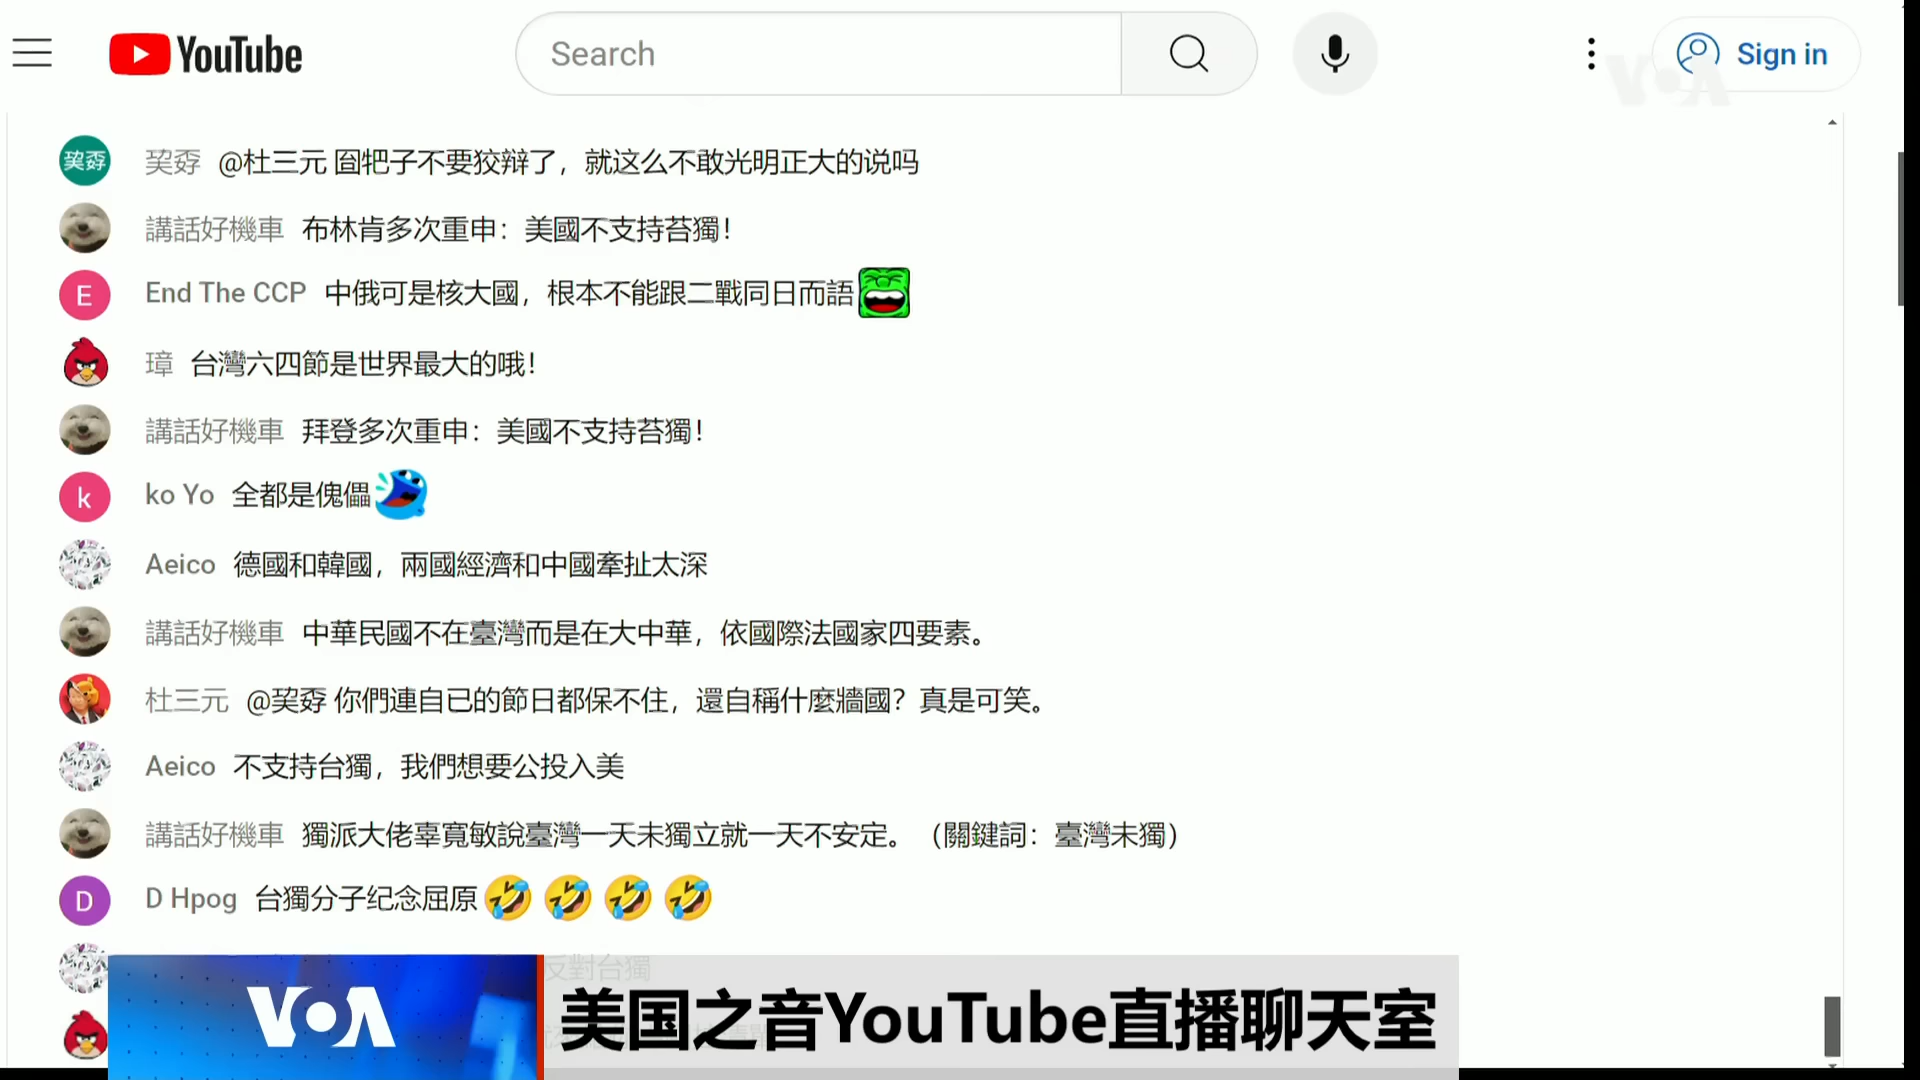 YouTube
Search
Sign in
VOA
@杜三元 囼牠子不要狡辩了，就这么不敢光明正大的说吗
講話好機車 布林肯多次重申：美國不支持苔獨！
E End The CCP 中俄可是核大國，根本不能跟二戰同日而語
璋 台灣六四節是世界最大的哦！
講話好機車 拜登多次重申：美國不支持苔獨！
k ko Yo 全都是傀儡
Aeico 德國和韓國，兩國經濟和中國牽扯太深
講話好機車 中華民國不在臺灣而是在大中華，依國際法國家四要素。
杜三元 你們連自已的節日都保不住，還自稱什麼牆國？真是可笑。
Aeico 不支持台獨，我們想要公投入美
講話好機車 獨派大佬辜寬敏說臺灣一天未獨立就一天不安定。（關鍵詞：臺灣未獨）
D D Hpog 台獨分子纪念屈原🤣 🤣 🤣 🤣
反對台獨
VOA 美国之音YouTube直播聊天室